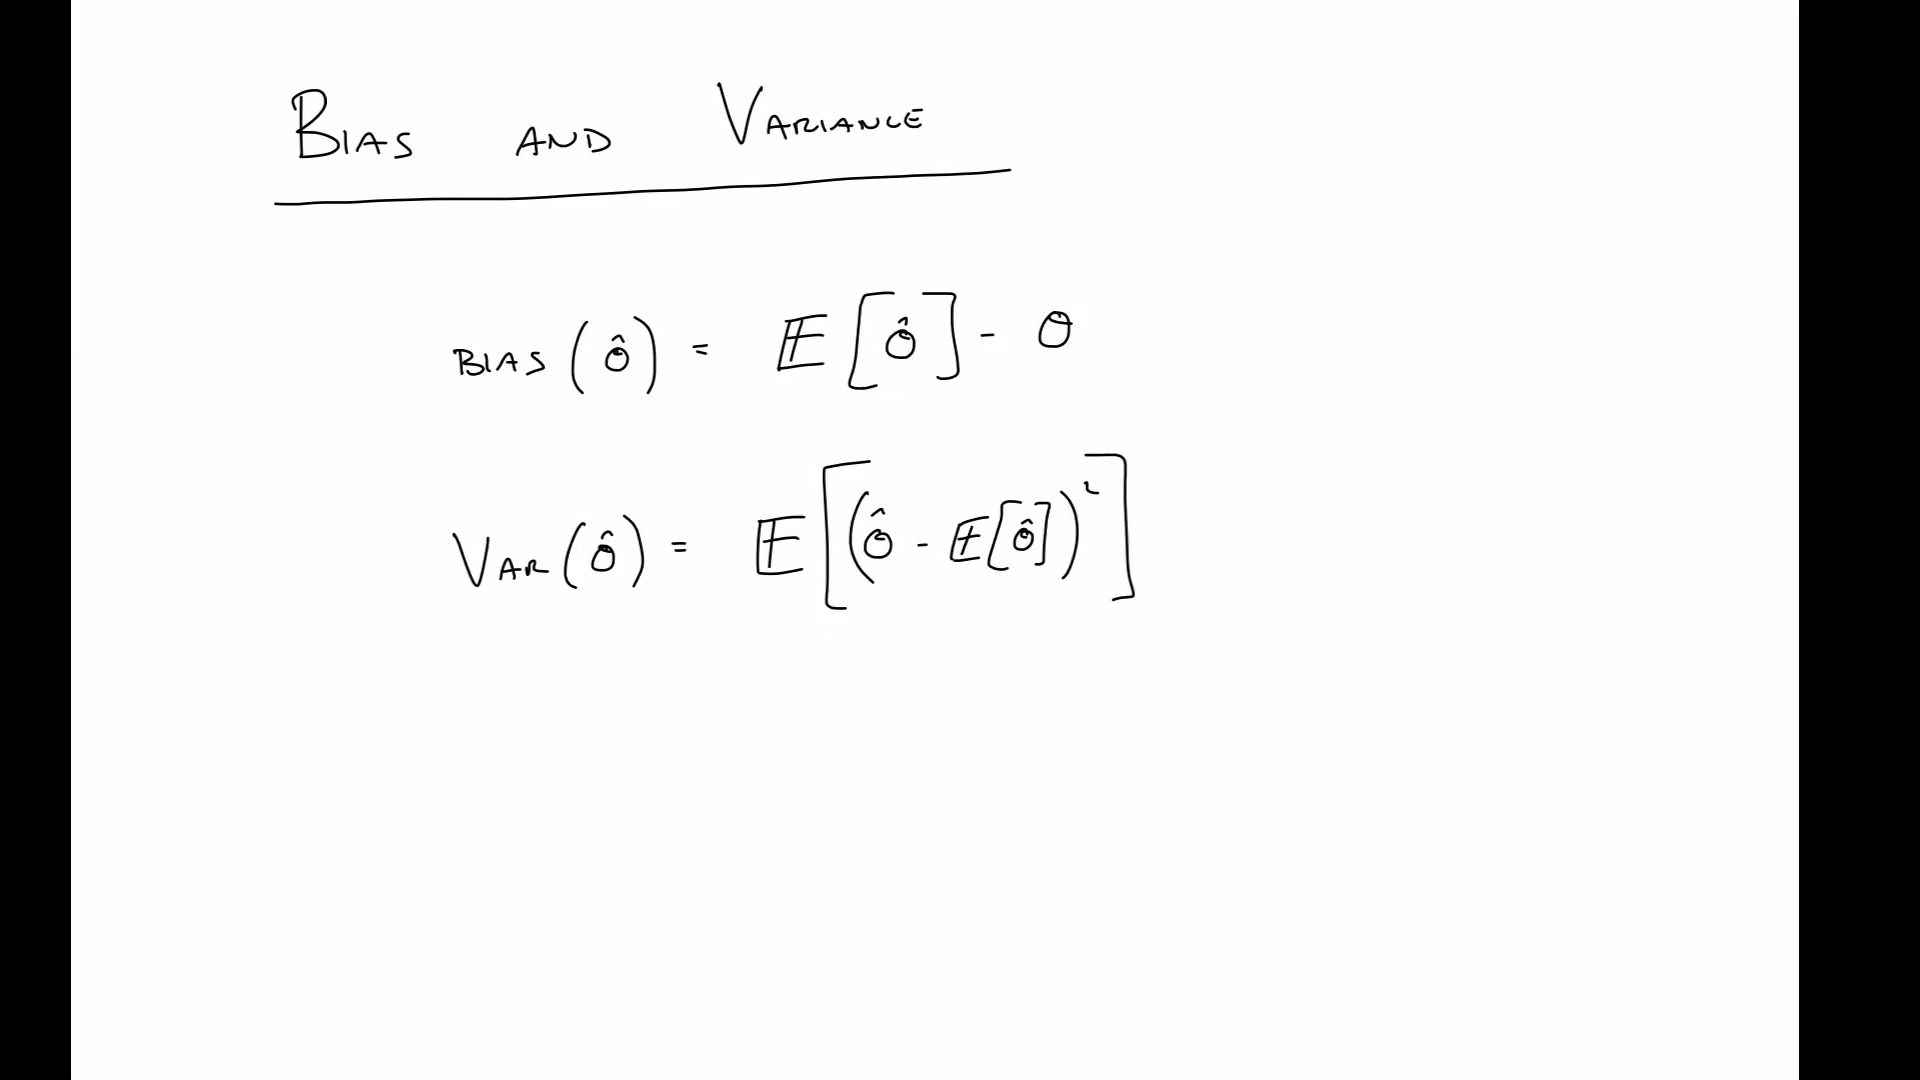 BIAS AND VARIANCE
BIAS(θ̂) = 𝔼[θ̂] - θ
VAR(θ̂) = 𝔼[(θ̂ - 𝔼[θ̂])²]